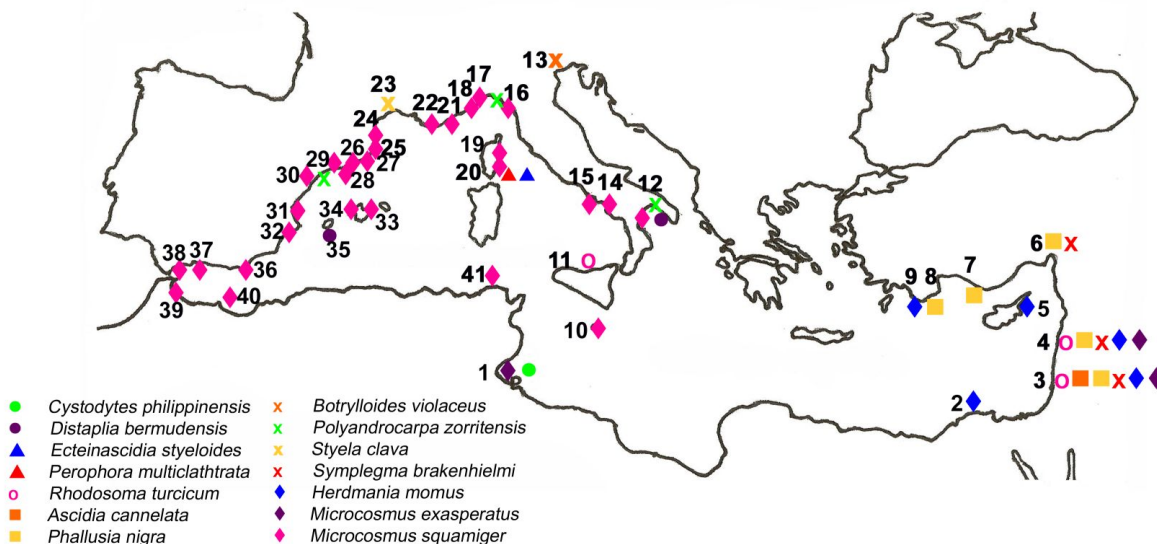 17
13
23
18
16
22 21
24
25
26
29
27
30
19
28
20
15 14
12
34
31
33
32
35
6
38 37
11
7
36
41
9 8
40
5
39
10
4
1
3
2
Cystodytes philippinensis
Distaplia bermudensis
Ecteinascidia styeloides
Perophora multiclathtrata
Rhodosoma turcicum
Ascidia cannelata
Phallusia nigra
Botrylloides violaceus
Polyandrocarpa zorritensis
Styela clava
Symplegma brakenhielmi
Herdmania momus
Microcosmus exasperatus
Microcosmus squamiger